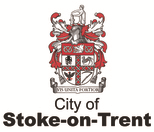 VIS UNITA FORTIOR
City of
Stoke-on-Trent